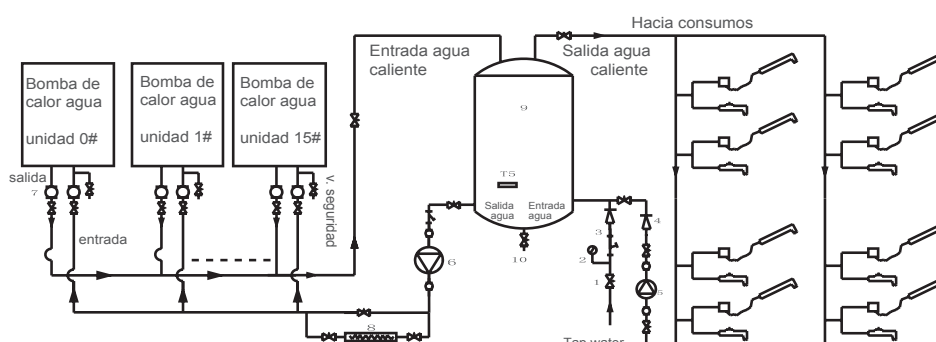 Hacia consumos
Entrada agua
caliente
Salida agua
caliente
Bomba de
calor agua
unidad 0#
Bomba de
calor agua
unidad 1#
Bomba de
calor agua
unidad 15#
9
T5
salida
7
v. seguridad
entrada
Salida
agua
Entrada
agua
3
4
6
10
2
1
5
8
Tap water